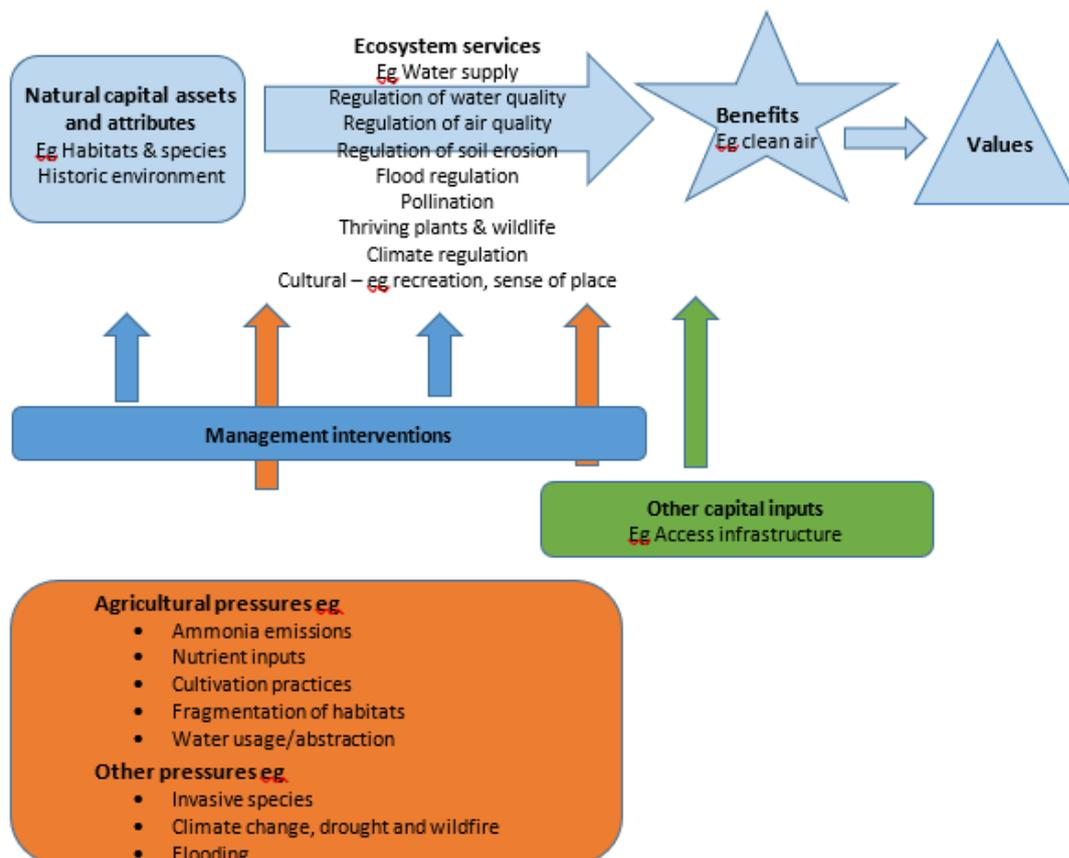 Natural capital assets
and attributes
Eg Habitats & species
Historic environment
Ecosystem services
Eg Water supply
Regulation of water quality
Regulation of air quality
Regulation of soil erosion
Flood regulation
Pollination
Thriving plants & wildlife
Climate regulation
Cultural – eg recreation, sense of place
Benefits
Eg clean air
Values
Management interventions
Other capital inputs
Eg Access infrastructure
Agricultural pressures eg
• Ammonia emissions
• Nutrient inputs
• Cultivation practices
• Fragmentation of habitats
• Water usage/abstraction
Other pressures eg
• Invasive species
• Climate change, drought and wildfire
• Flooding